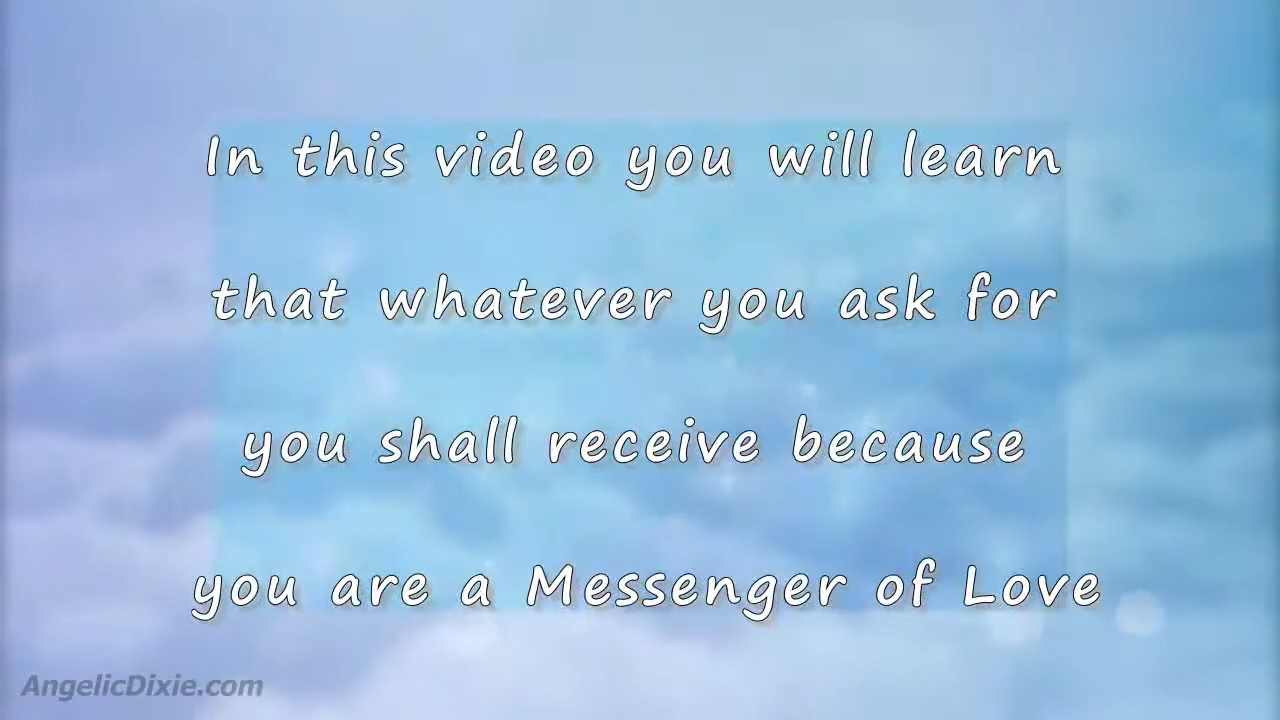 In this video you will learn
that whatever you ask for
you shall receive because
you are a Messenger of Love
AngelicDixie.com